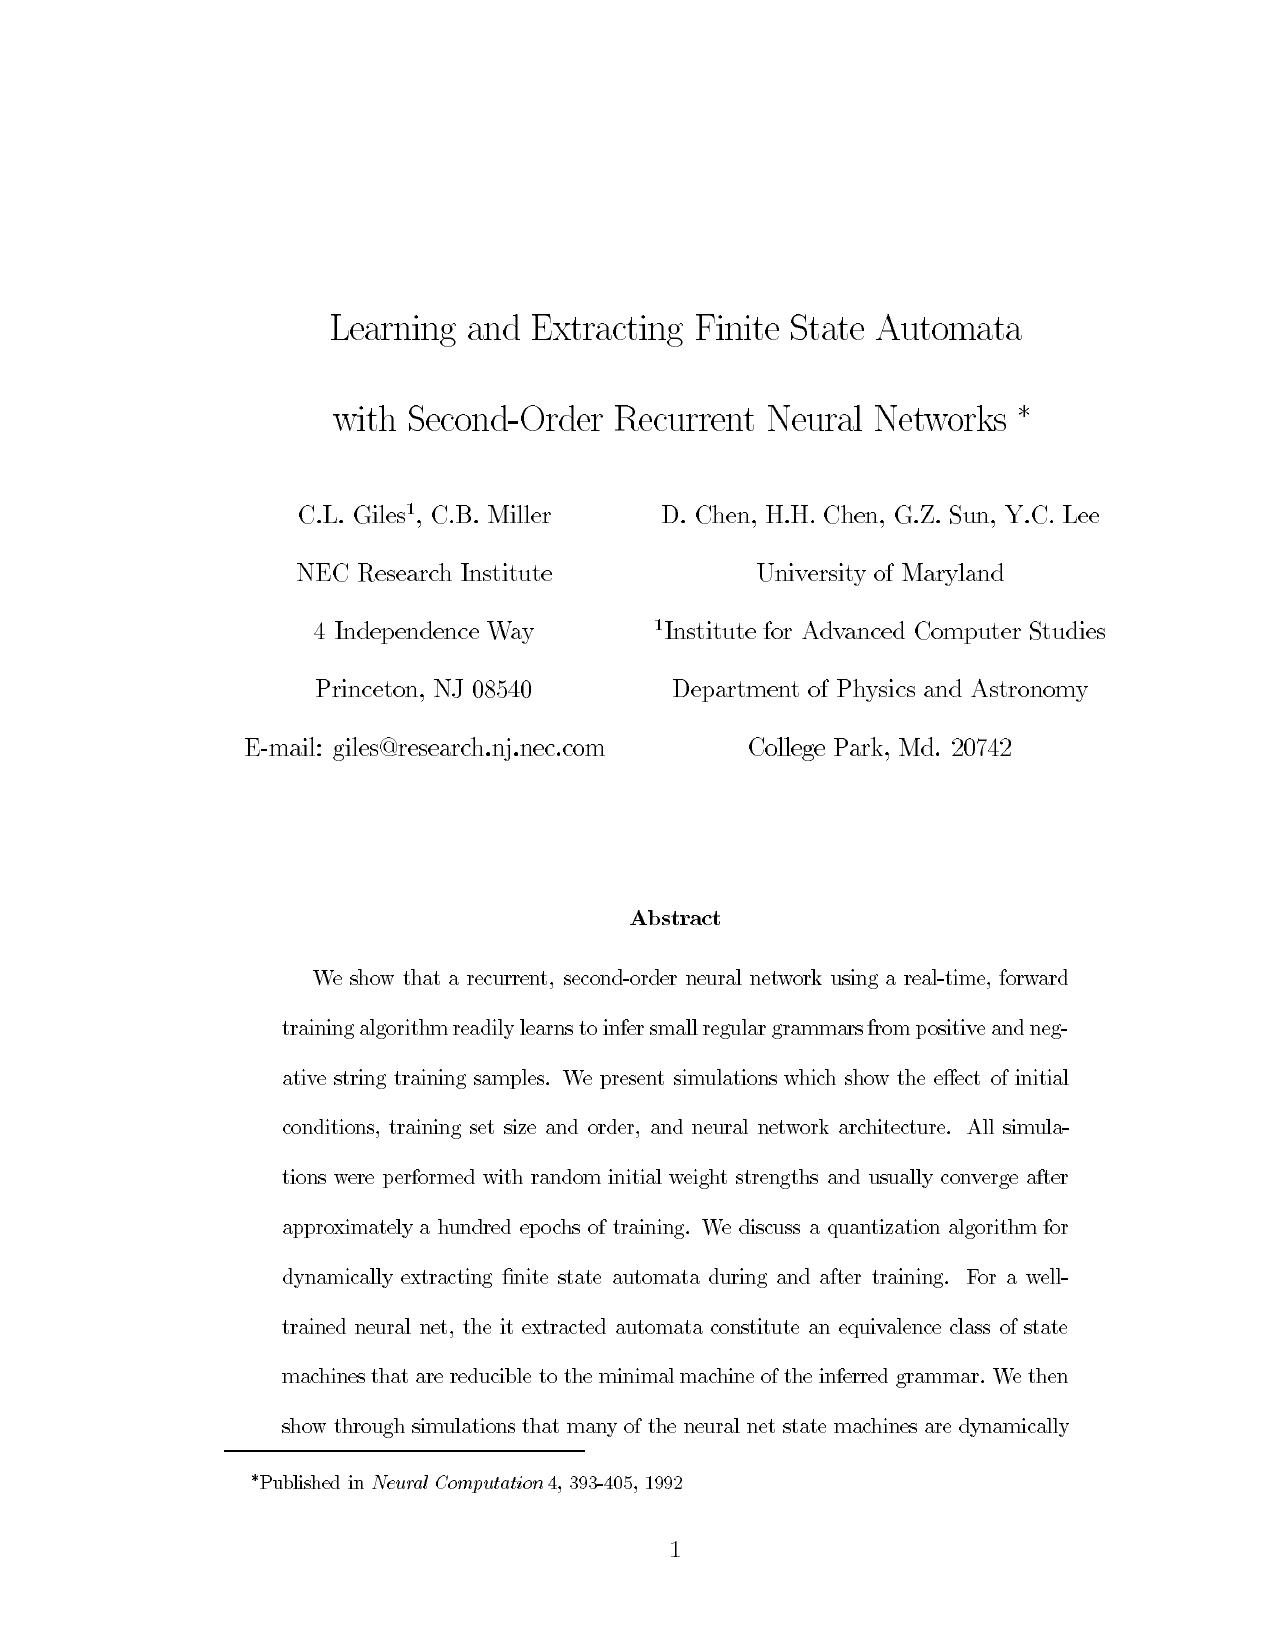 Learning and Extracting Finite State Automata
with Second-Order Recurrent Neural Networks *
C.L. Giles¹, C.B. Miller
NEC Research Institute
4 Independence Way
Princeton, NJ 08540
E-mail: giles@research.nj.nec.com
D. Chen, H.H. Chen, G.Z. Sun, Y.C. Lee
University of Maryland
¹Institute for Advanced Computer Studies
Department of Physics and Astronomy
College Park, Md. 20742
Abstract
We show that a recurrent, second-order neural network using a real-time, forward
training algorithm readily learns to infer small regular grammars from positive and neg-
ative string training samples. We present simulations which show the effect of initial
conditions, training set size and order, and neural network architecture. All simula-
tions were performed with random initial weight strengths and usually converge after
approximately a hundred epochs of training. We discuss a quantization algorithm for
dynamically extracting finite state automata during and after training. For a well-
trained neural net, the it extracted automata constitute an equivalence class of state
machines that are reducible to the minimal machine of the inferred grammar. We then
show through simulations that many of the neural net state machines are dynamically
*Published in Neural Computation 4, 393-405, 1992
1